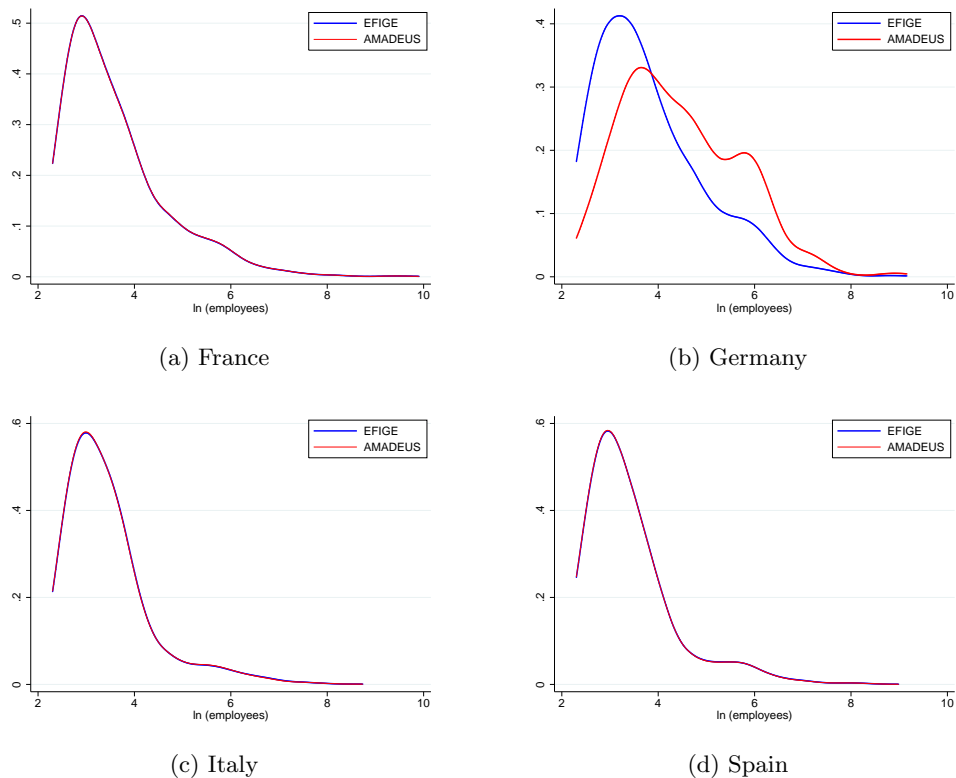 EFIGE
AMADEUS
.5
.4
.3
.2
.1
0
2 4 6 8 10
ln (employees)
(a) France
EFIGE
AMADEUS
.4
.3
.2
.1
0
2 4 6 8 10
ln (employees)
(b) Germany
EFIGE
AMADEUS
.6
.4
.2
0
2 4 6 8 10
ln (employees)
(c) Italy
EFIGE
AMADEUS
.6
.4
.2
0
2 4 6 8 10
ln (employees)
(d) Spain